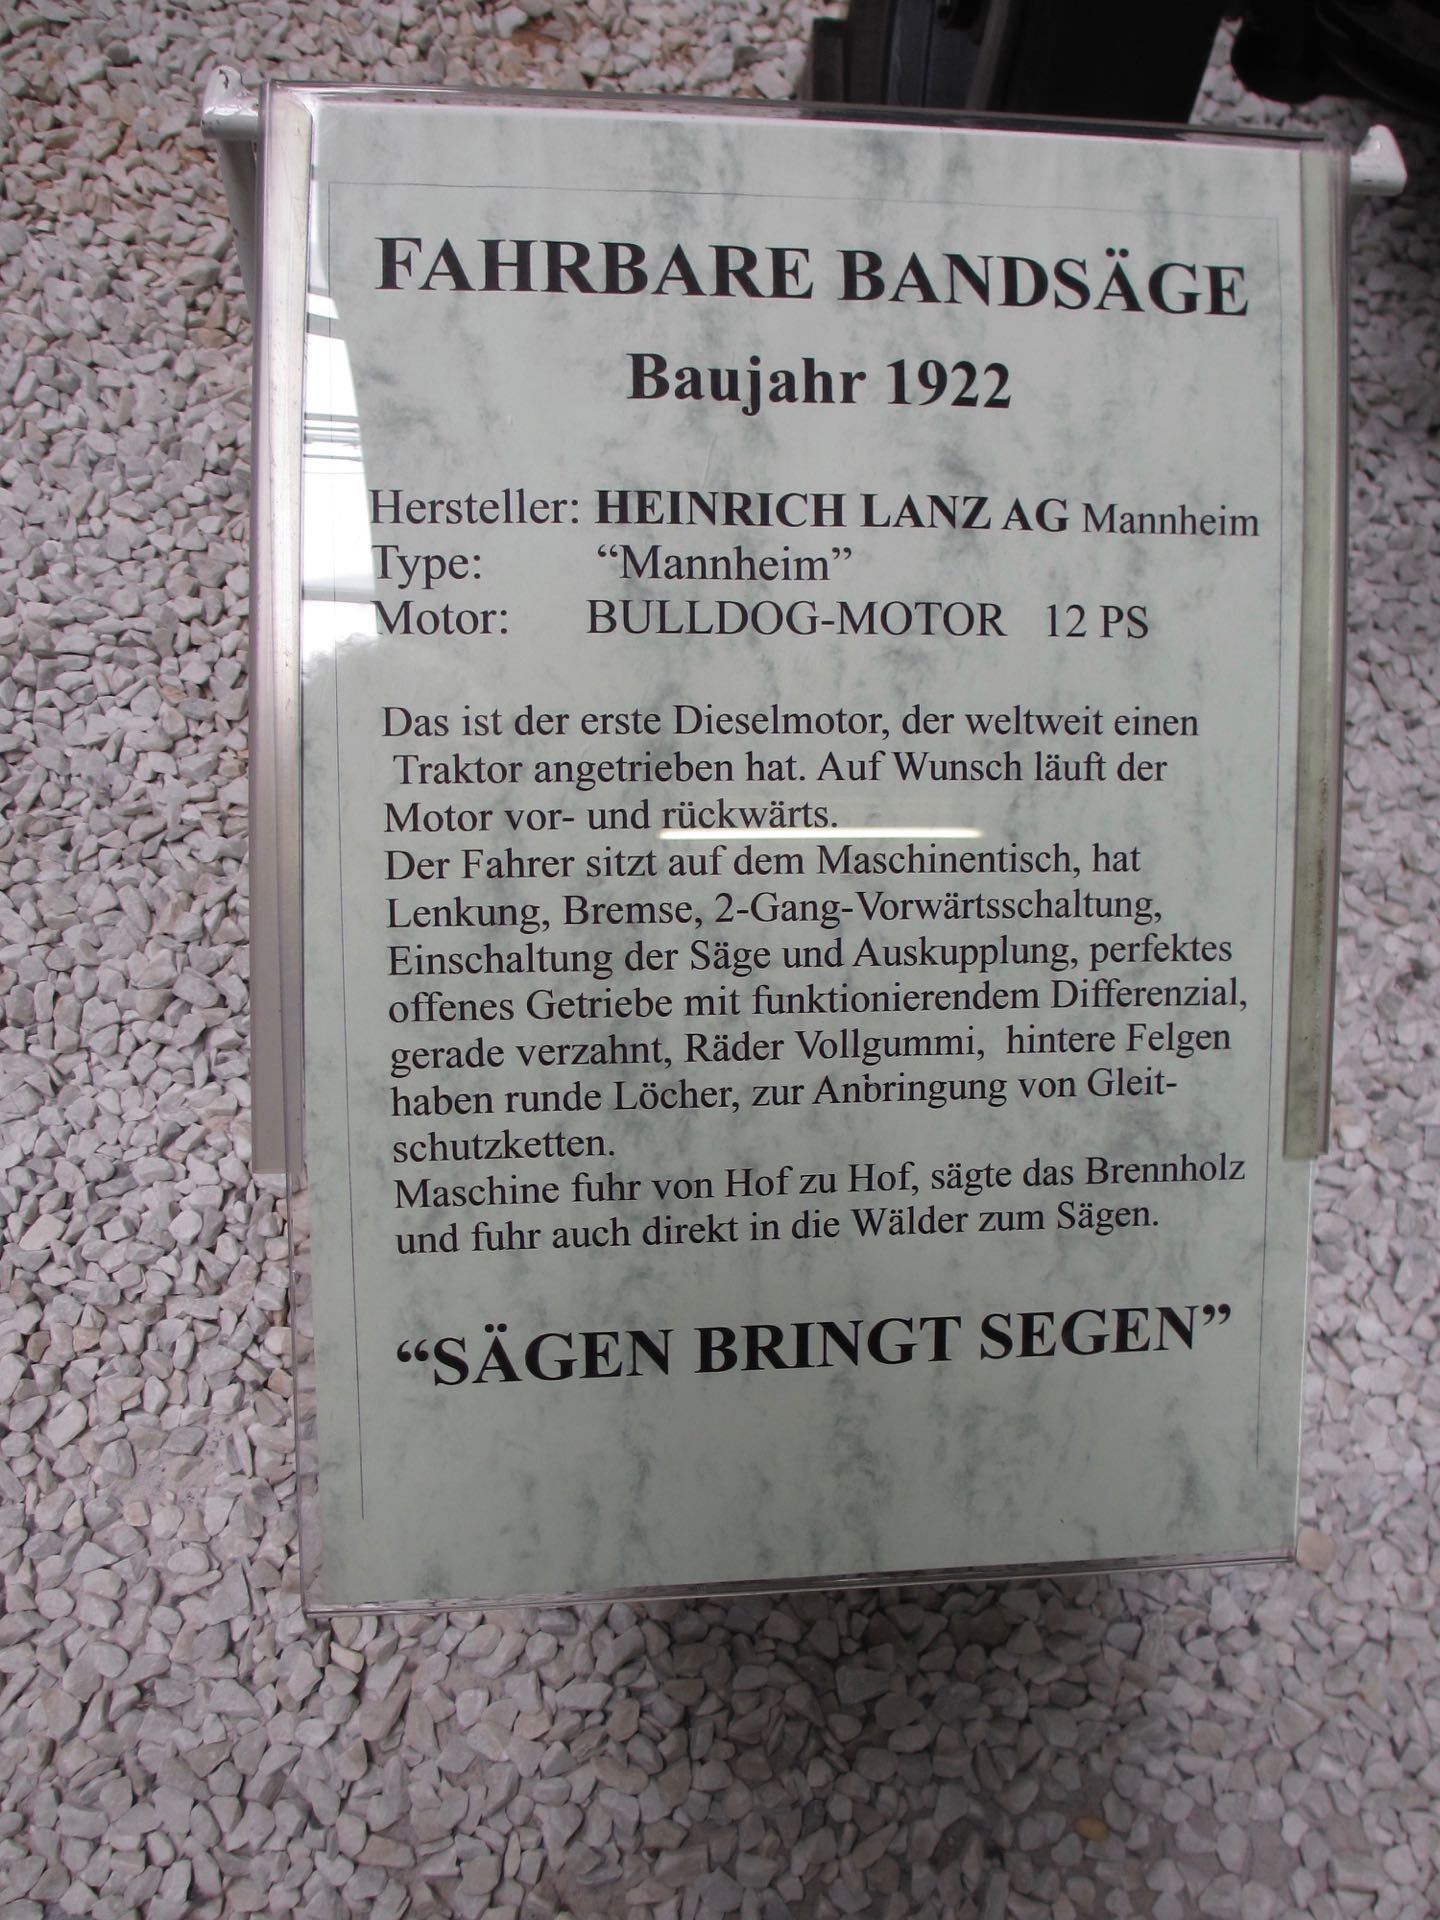 FAHRBARE BANDSÄGE
Baujahr 1922
Hersteller: HEINRICH LANZ AG Mannheim
Type: “Mannheim”
Motor: BULLDOG-MOTOR 12 PS
Das ist der erste Dieselmotor, der weltweit einen
Traktor angetrieben hat. Auf Wunsch läuft der
Motor vor- und rückwärts.
Der Fahrer sitzt auf dem Maschinentisch, hat
Lenkung, Bremse, 2-Gang-Vorwärtsschaltung,
Einschaltung der Säge und Auskupplung, perfektes
offenes Getriebe mit funktionierendem Differenzial,
gerade verzahnt, Räder Vollgummi, hintere Felgen
haben runde Löcher, zur Anbringung von Gleit-
schutzketten.
Maschine fuhr von Hof zu Hof, sägte das Brennholz
und fuhr auch direkt in die Wälder zum Sägen.
“SÄGEN BRINGT SEGEN”